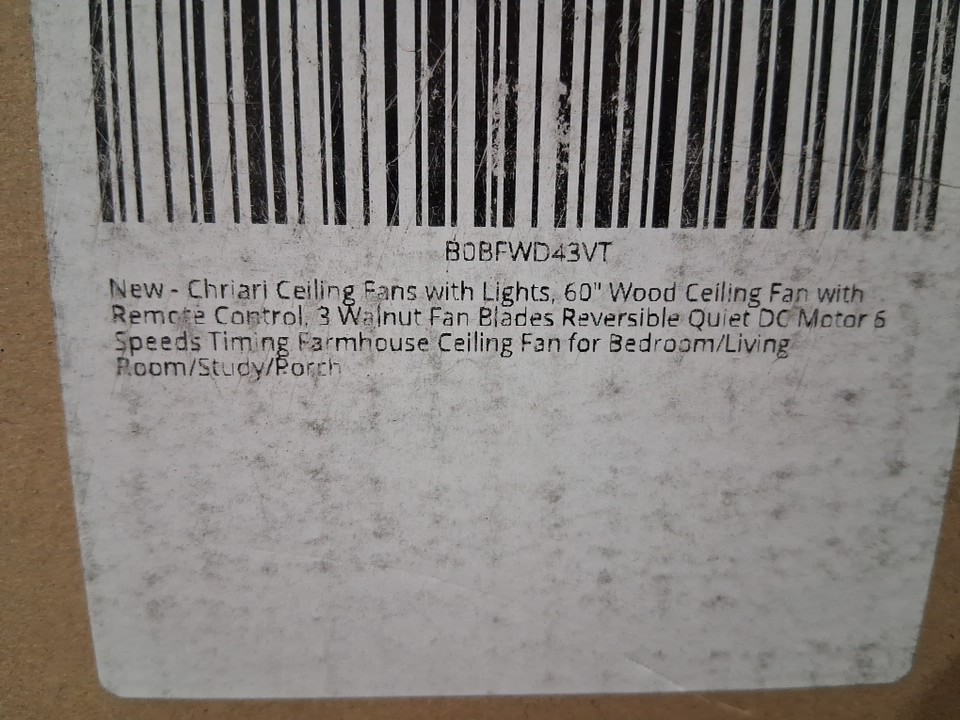 B0BFWD43VT
New - Chriari Ceiling Fans with Lights, 60" Wood Ceiling Fan with
Remote Control, 3 Walnut Fan Blades Reversible Quiet DC Motor 6
Speeds Timing Farmhouse Ceiling Fan for Bedroom/Living
Room/Study/Porch